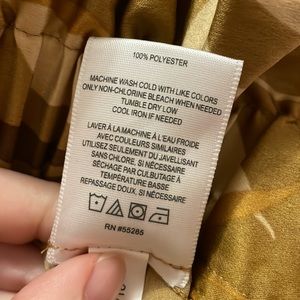 100% POLYESTER
MACHINE WASH COLD WITH LIKE COLORS
ONLY NON-CHLORINE BLEACH WHEN NEEDED
TUMBLE DRY LOW
COOL IRON IF NEEDED
LAVER À LA MACHINE À L'EAU FROIDE
AVEC COULEURS SIMILAIRES
UTILISEZ SEULEMENT DU JAVELLISANT
SANS CHLORE, SI NÉCESSAIRE
SÉCHAGE PAR CULBUTAGE À
TEMPÉRATURE BASSE
REPASSAGE DOUX, SI NÉCESSAIRE
RN #55285